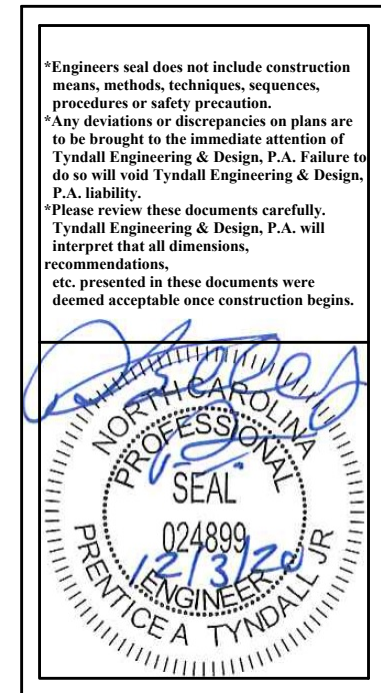 *Engineers seal does not include construction
means, methods, techniques, sequences,
procedures or safety precaution.
*Any deviations or discrepancies on plans are
to be brought to the immediate attention of
Tyndall Engineering & Design, P.A. Failure to
do so will void Tyndall Engineering & Design,
P.A. liability.
*Please review these documents carefully.
Tyndall Engineering & Design, P.A. will
interpret that all dimensions,
recommendations,
etc. presented in these documents were
deemed acceptable once construction begins.
NORTH CAROLINA
PROFESSIONAL
SEAL
024899
12/3/20
ENGINEER
PRENTICE A TYNDALL JR